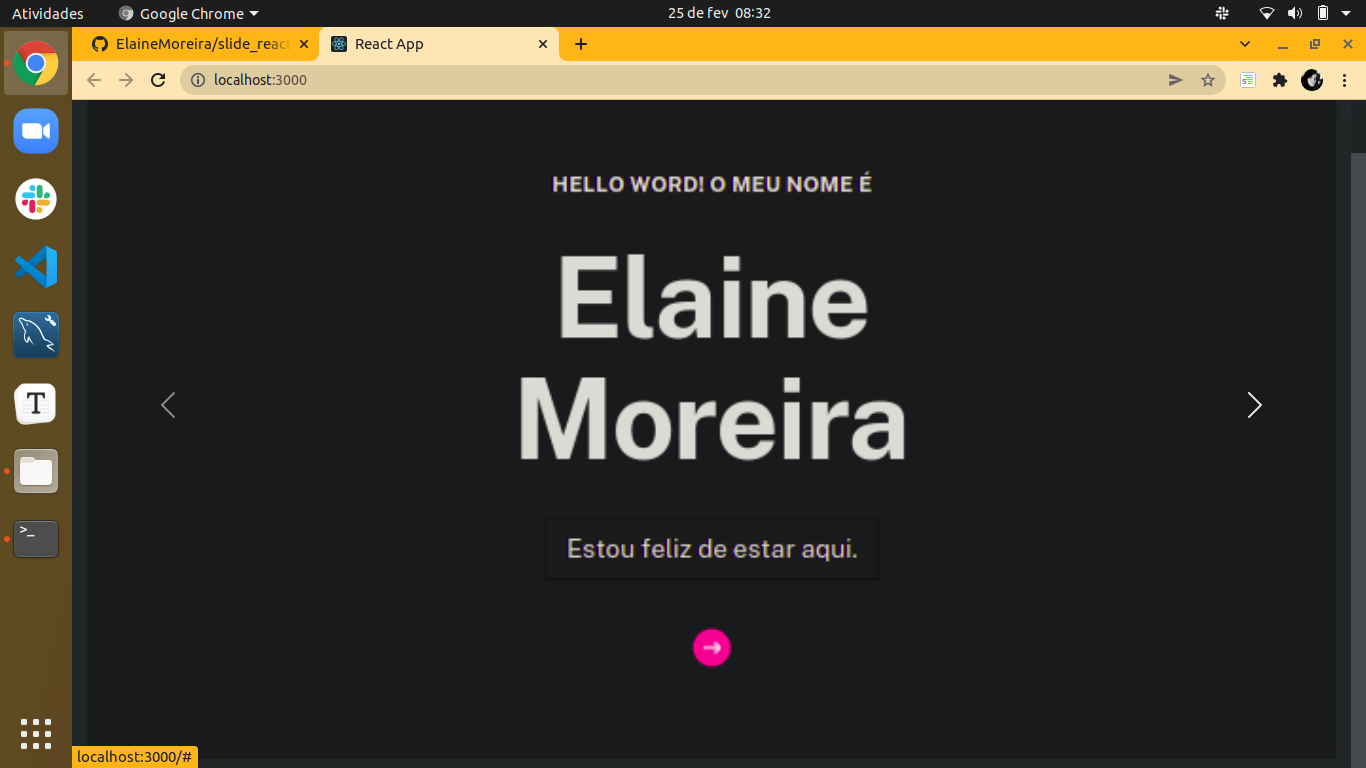 Atividades
Google Chrome
25 de fev 08:32
ElaineMoreira/slide_reac
React App
localhost:3000
HELLO WORD! O MEU NOME É
Elaine
Moreira
Estou feliz de estar aqui.
T
>_
localhost:3000/#